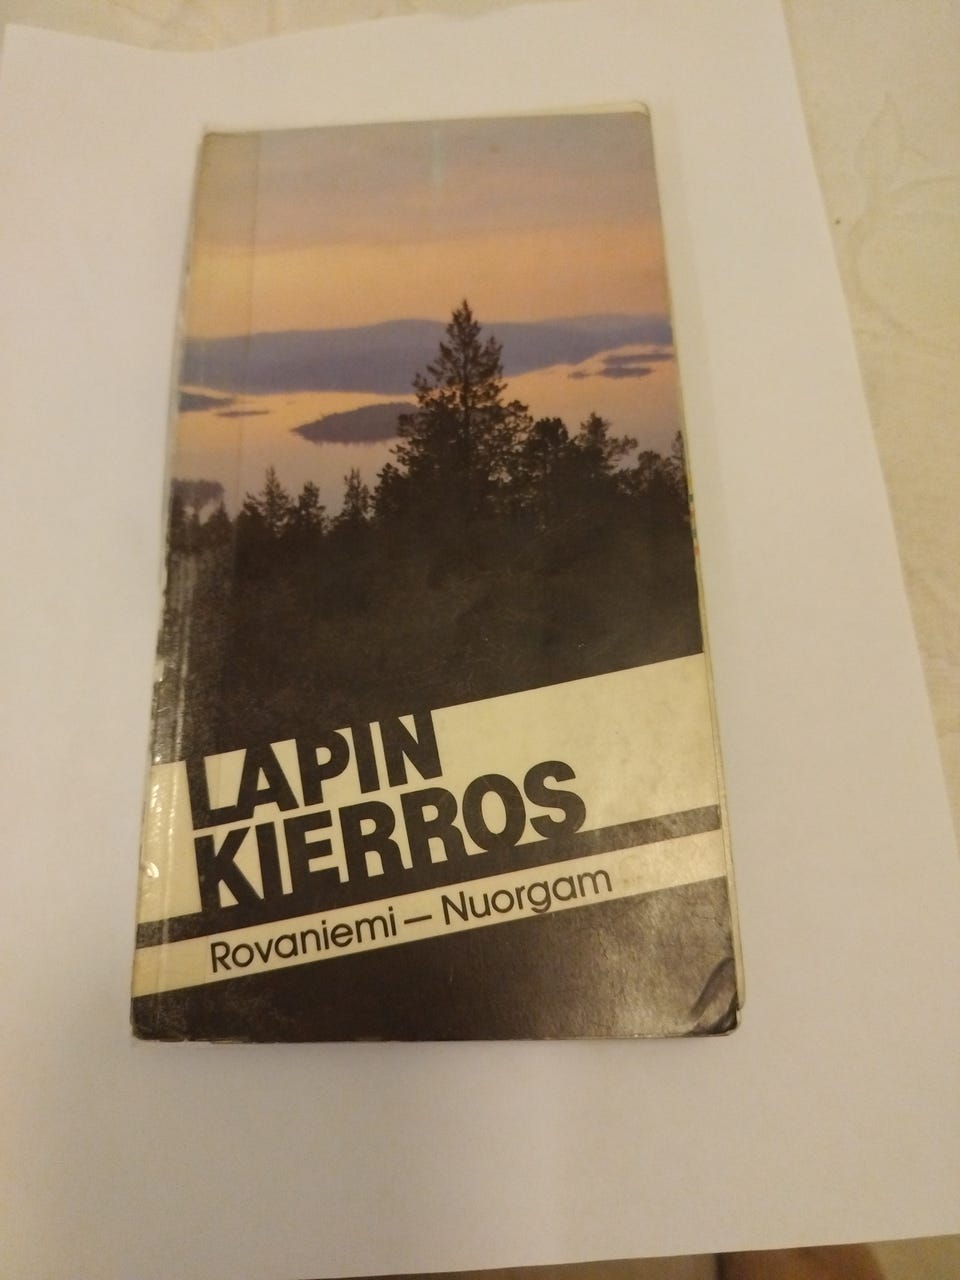 LAPIN
KIERROS
Rovaniemi – Nuorgam